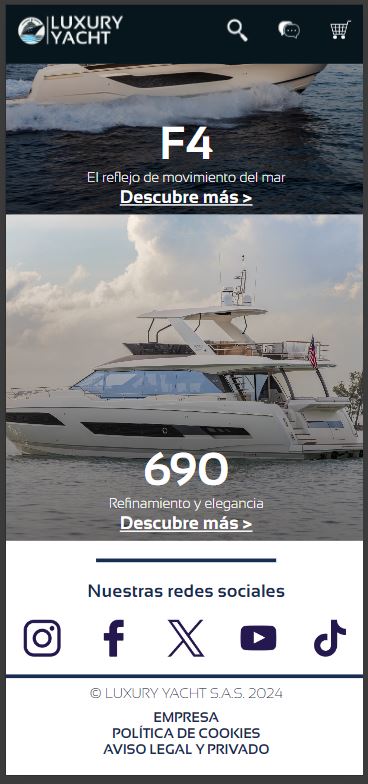 LUXURY
YACHT
F4
El reflejo de movimiento del mar
Descubre más >
690
Refinamiento y elegancia
Descubre más >
Nuestras redes sociales
© LUXURY YACHT S.A.S. 2024
EMPRESA
POLÍTICA DE COOKIES
AVISO LEGAL Y PRIVADO